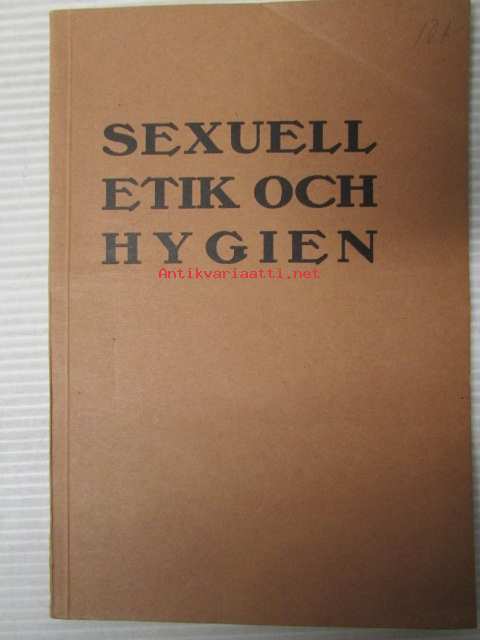 SEXUELL
ETIK OCH
HYGIEN
Antikvariaatti.net